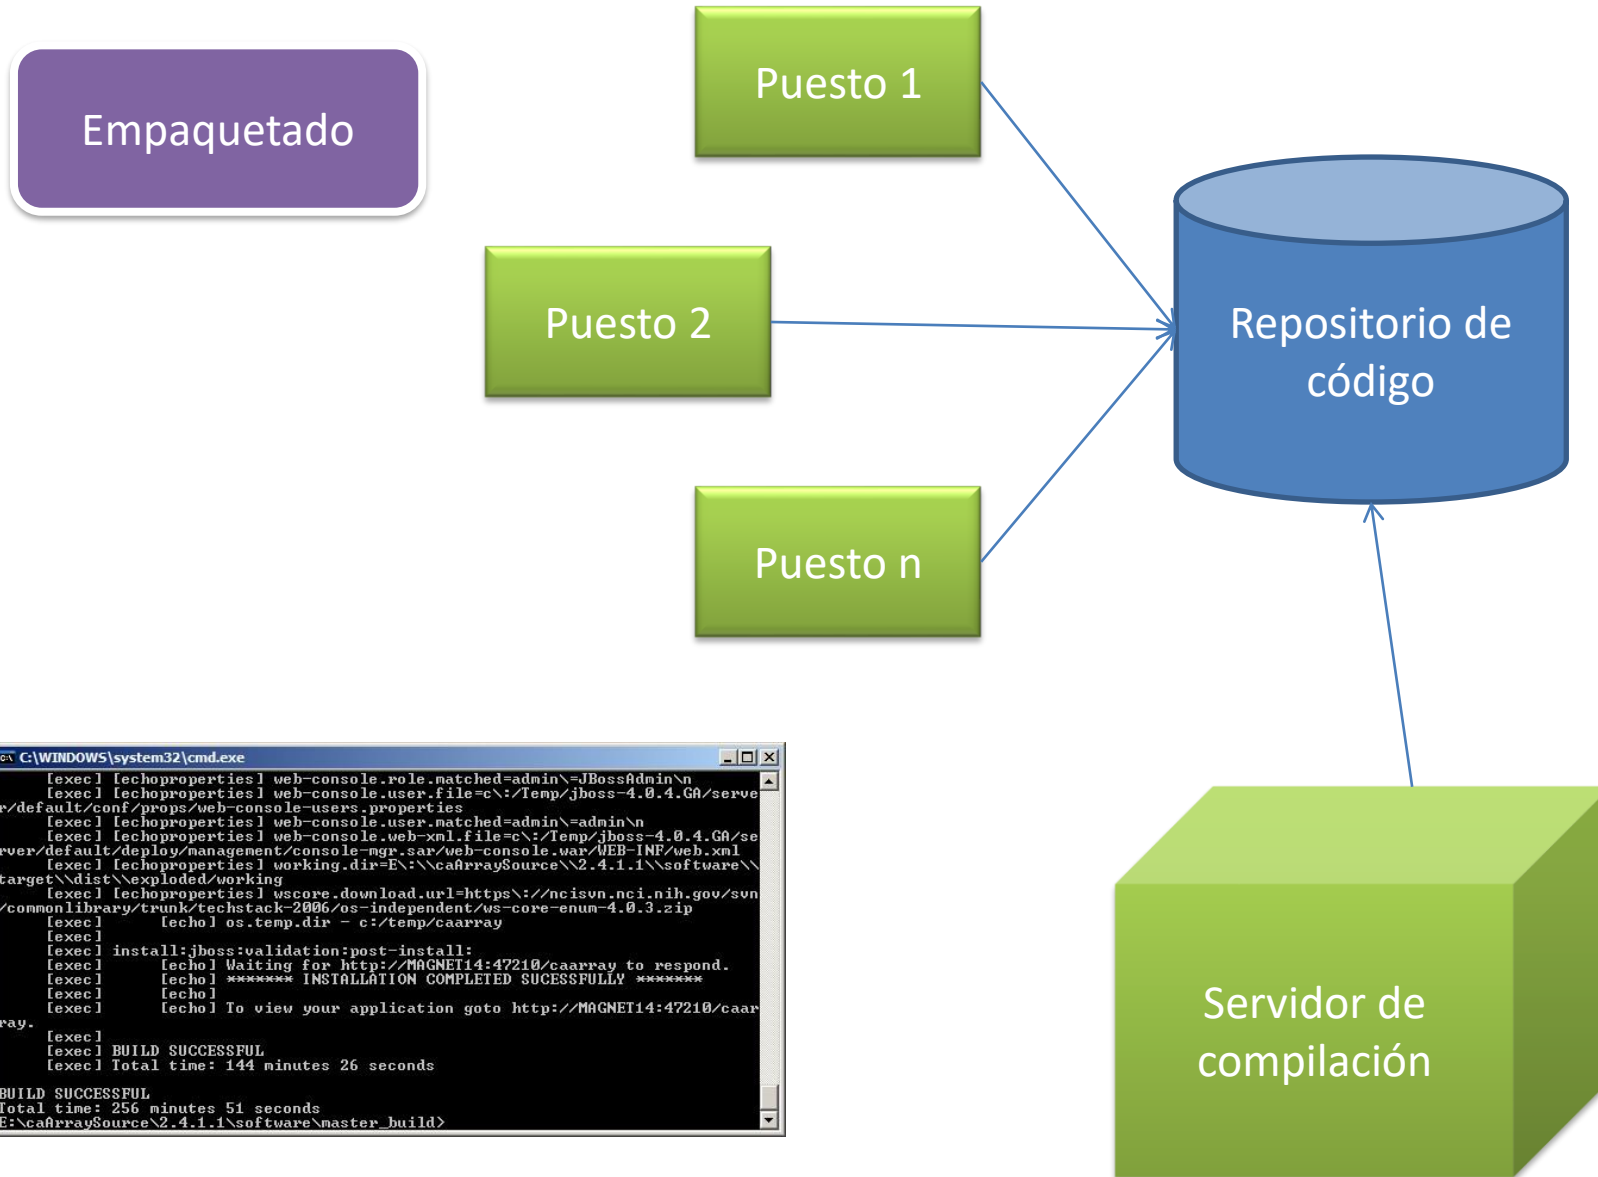 Puesto 1
Empaquetado
Puesto 2
Repositorio de
código
Puesto n
C:\WINDOWS\system32\cmd.exe
[exec] [echoproperties] web-console.role.matched=admin\=JBossAdmin\n
[exec] [echoproperties] web-console.user.file=c\:/Temp/jboss-4.0.4.GA/serve
r/default/conf/props/web-console-users.properties
[exec] [echoproperties] web-console.user.matched=admin\=admin\n
[exec] [echoproperties] web-console.web-xml.file=c\:/Temp/jboss-4.0.4.GA/se
rver/default/deploy/management/console-mgr.sar/web-console.war/WEB-INF/web.xml
[exec] [echoproperties] working.dir=E\:\\caArraySource\\2.4.1.1\\software\\
target\\dist\\exploded/working
[exec] [echoproperties] wscore.download.url=https\://ncisvn.nci.nih.gov/svn
/commonlibrary/trunk/techstack-2006/os-independent/ws-core-enum-4.0.3.zip
[exec] [echo] os.temp.dir - c:/temp/caarray
[exec]
[exec] install:jboss:validation:post-install:
[exec] [echo] Waiting for http://MAGNET14:47210/caarray to respond.
[exec] [echo] ******* INSTALLATION COMPLETED SUCESSFULLY *******
[exec] [echo]
[exec] [echo] To view your application goto http://MAGNET14:47210/caar
ray.
[exec]
[exec] BUILD SUCCESSFUL
[exec] Total time: 144 minutes 26 seconds
BUILD SUCCESSFUL
Total time: 256 minutes 51 seconds
E:\caArraySource\2.4.1.1\software\master_build>
Servidor de
compilación